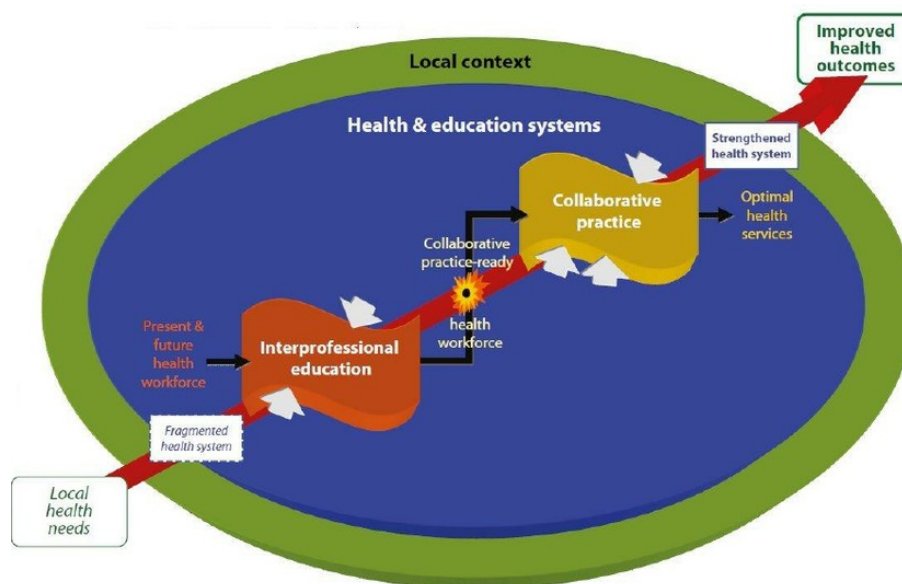 Improved
health
outcomes
Local context
Health & education systems
Strengthened
health system
Collaborative
practice
Optimal
health
services
Collaborative
practice-ready
health
workforce
Present &
future
health
workforce
Interprofessional
education
Fragmented
health system
Local
health
needs